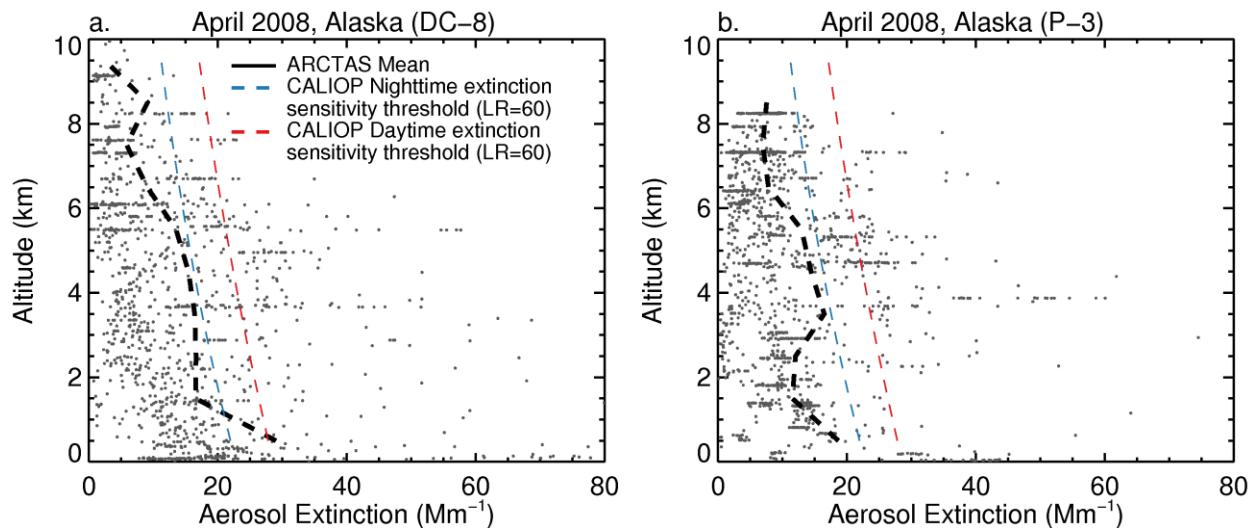 a. April 2008, Alaska (DC−8)
10
8
6
4
2
0
Altitude (km)
ARCTAS Mean
CALIOP Nighttime extinction
sensitivity threshold (LR=60)
CALIOP Daytime extinction
sensitivity threshold (LR=60)
0 20 40 60 80
Aerosol Extinction (Mm⁻¹)
b. April 2008, Alaska (P−3)
10
8
6
4
2
0
Altitude (km)
0 20 40 60 80
Aerosol Extinction (Mm⁻¹)